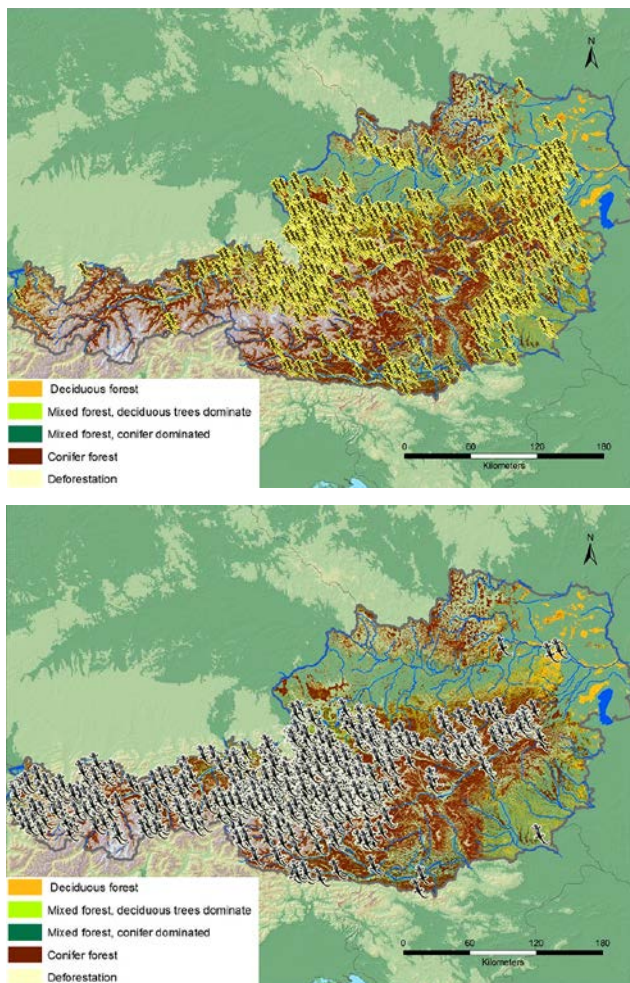 N
Deciduous forest
Mixed forest, deciduous trees dominate
Mixed forest, conifer dominated
Conifer forest
Deforestation
0 60 120 180
Kilometers
N
Deciduous forest
Mixed forest, deciduous trees dominate
Mixed forest, conifer dominated
Conifer forest
Deforestation
0 60 120 180
Kilometers